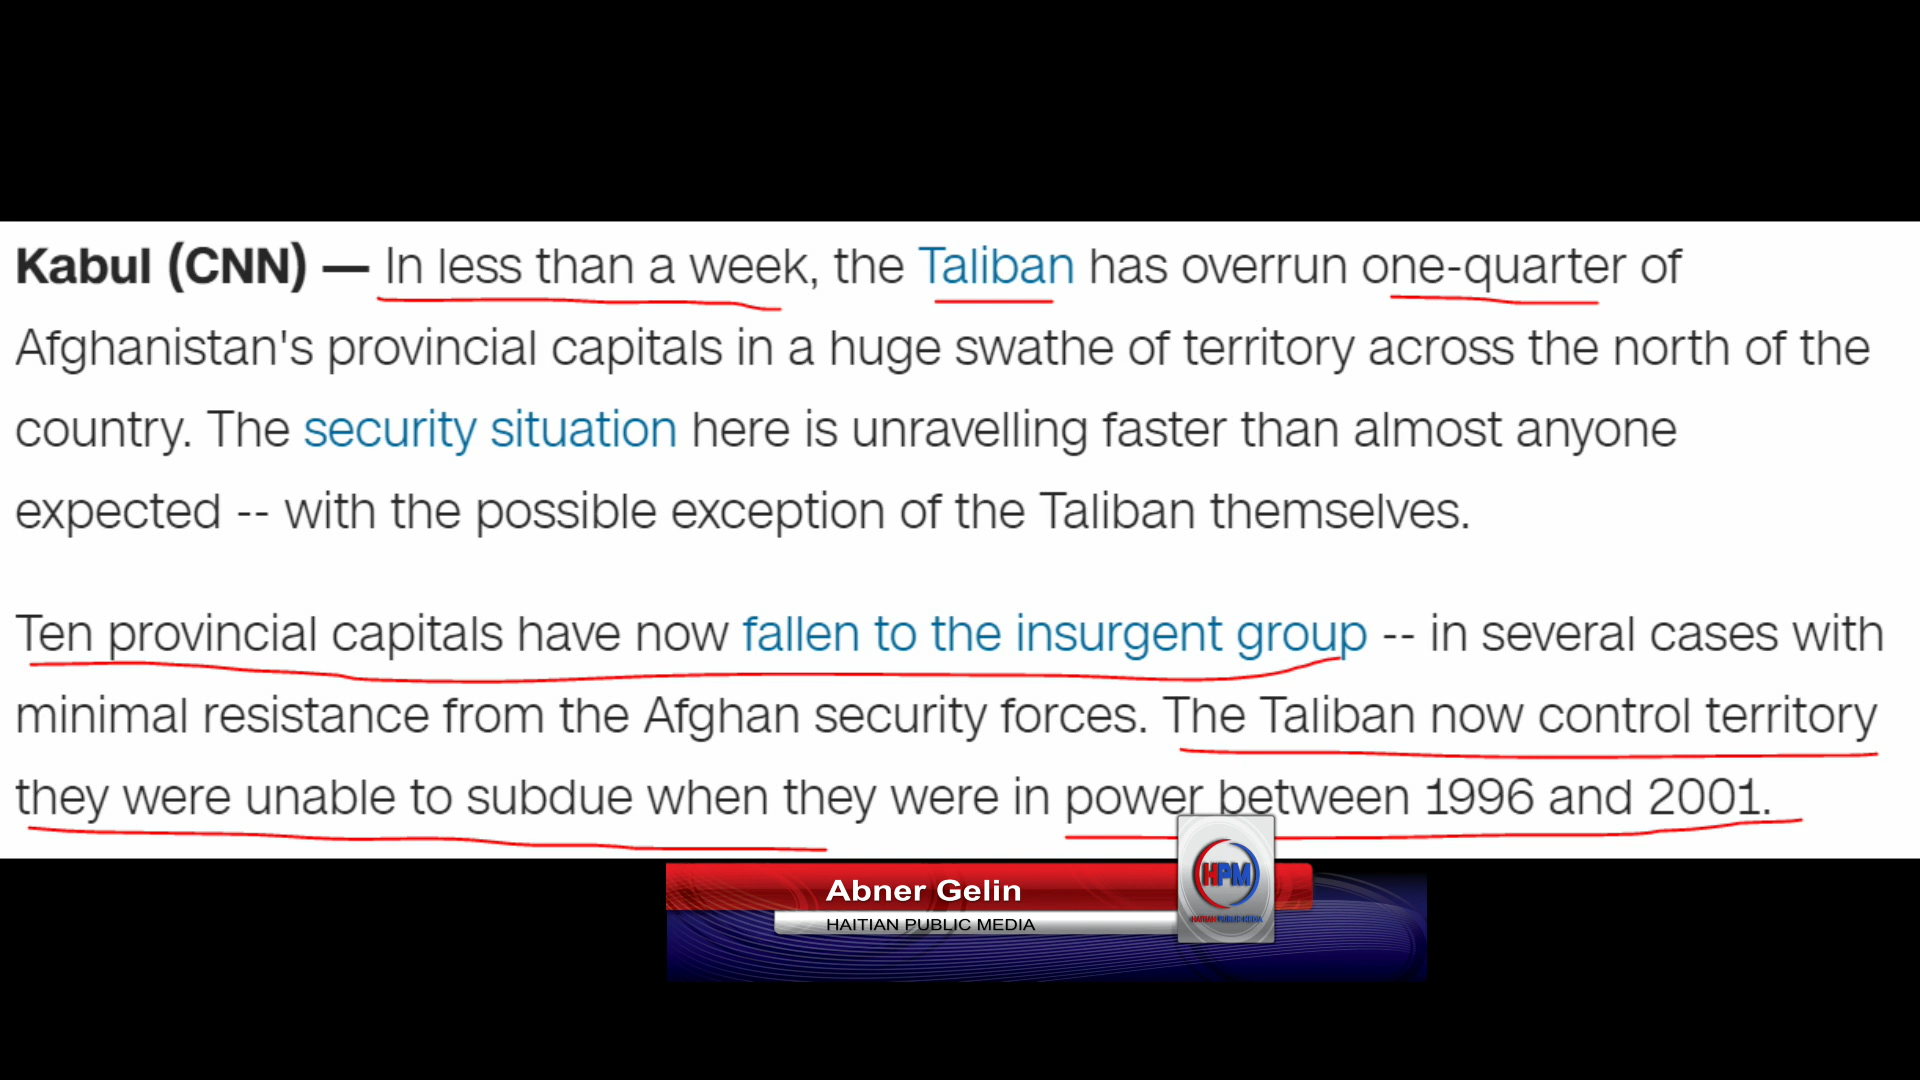 Kabul (CNN) — In less than a week, the Taliban has overrun one-quarter of
Afghanistan's provincial capitals in a huge swathe of territory across the north of the
country. The security situation here is unravelling faster than almost anyone
expected -- with the possible exception of the Taliban themselves.
Ten provincial capitals have now fallen to the insurgent group -- in several cases with
minimal resistance from the Afghan security forces. The Taliban now control territory
they were unable to subdue when they were in power between 1996 and 2001.
Abner Gelin
HAITIAN PUBLIC MEDIA
HPM
HAITIAN PUBLIC MEDIA